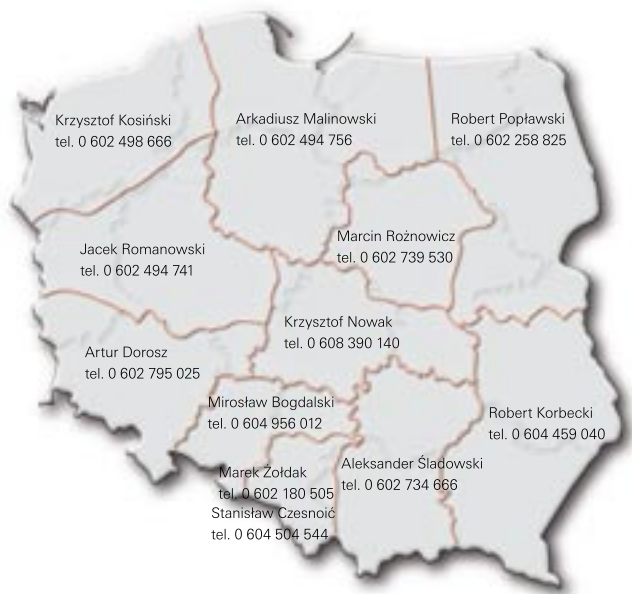 Krzysztof Kosiński
tel. 0 602 498 666
Arkadiusz Malinowski
tel. 0 602 494 756
Robert Popławski
tel. 0 602 258 825
Jacek Romanowski
tel. 0 602 494 741
Marcin Rożnowicz
tel. 0 602 739 530
Krzysztof Nowak
tel. 0 608 390 140
Artur Dorosz
tel. 0 602 795 025
Mirosław Bogdalski
tel. 0 604 956 012
Robert Korbecki
tel. 0 604 459 040
Marek Żołdak
tel. 0 602 180 505
Aleksander Śladowski
tel. 0 602 734 666
Stanisław Czesnoić
tel. 0 604 504 544